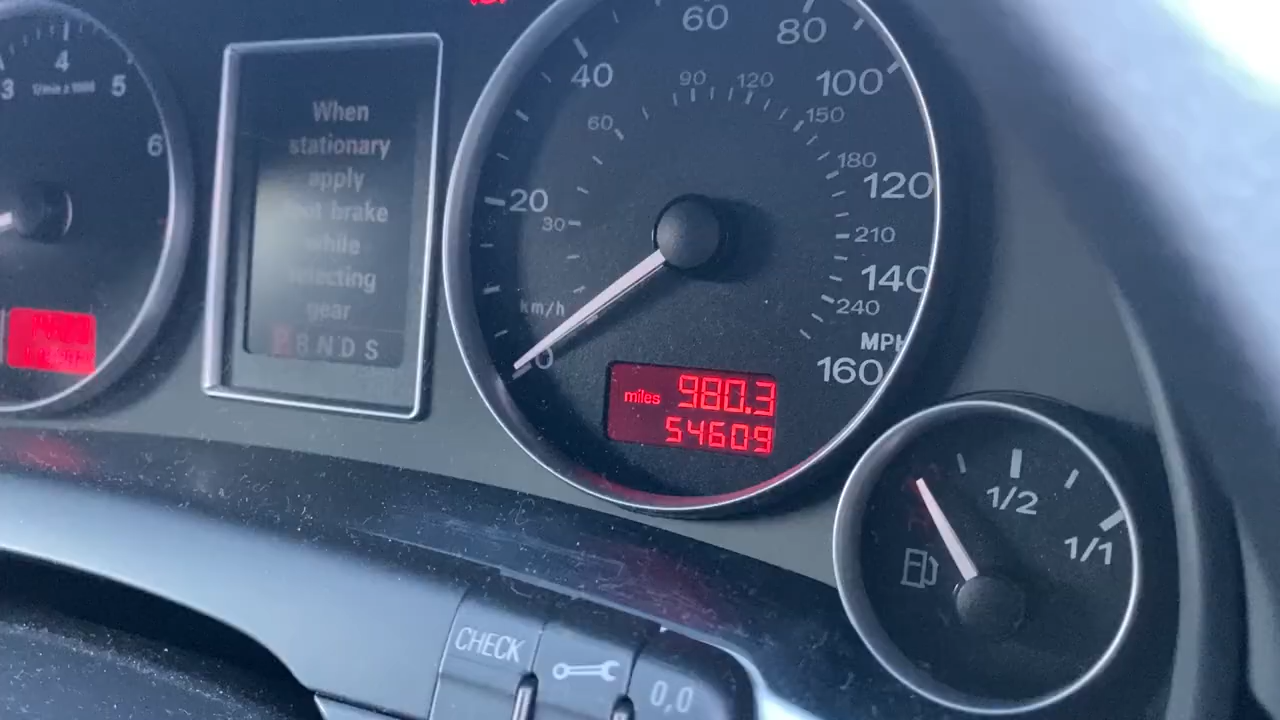 3 4 5 6
1/min x 1000
When
stationary
apply
foot brake
while
selecting
gear
P R N D S
0 20 40 60 80 100 120 140 160
MPH
30 60 90 120 150 180 210 240
km/h
miles 980.3
54609
1/2
1/1
CHECK
0,0